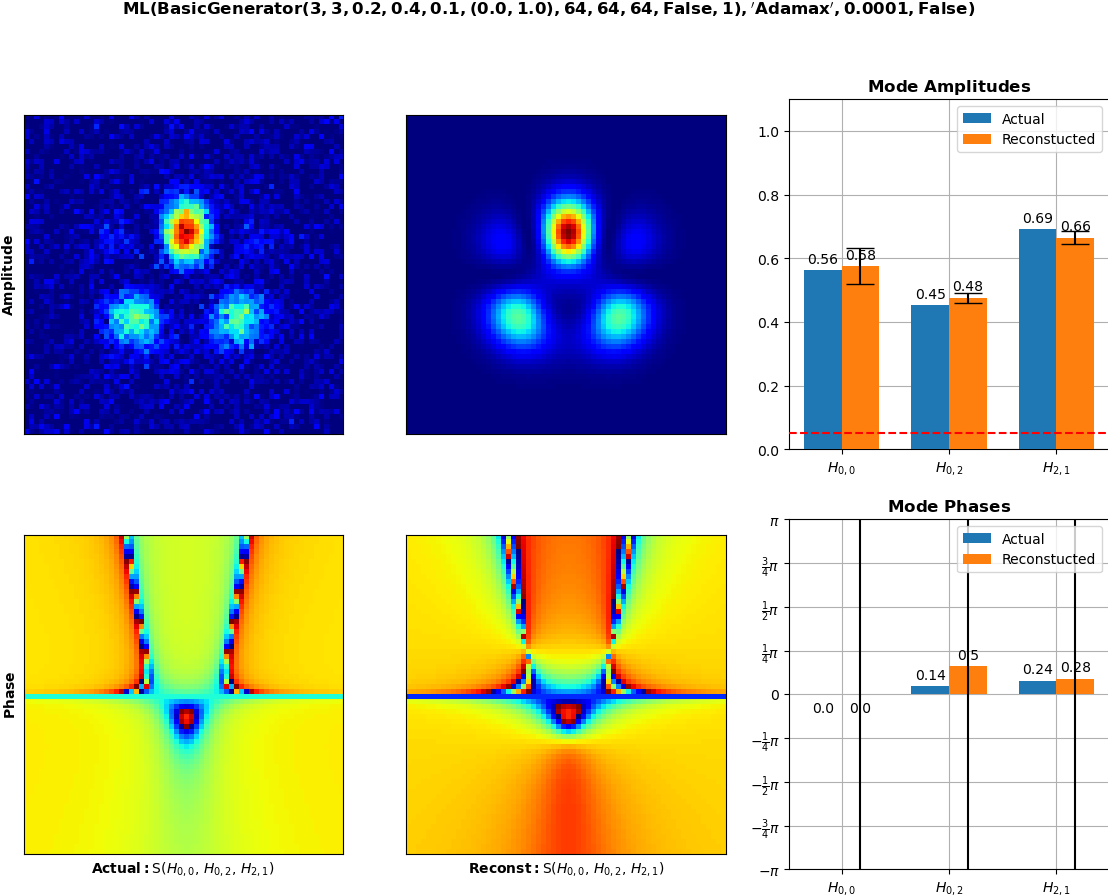 ML(BasicGenerator(3, 3, 0.2, 0.4, 0.1, (0.0, 1.0), 64, 64, 64, False, 1), ′Adamax′, 0.0001, False)
Amplitude
Mode Amplitudes
Actual
Reconstucted
1.0
0.8
0.6
0.4
0.2
0.0
0.56
0.58
0.45
0.48
0.69
0.66
H0,0
H0,2
H2,1
Phase
Actual: S(H0,0, H0,2, H2,1)
Reconst: S(H0,0, H0,2, H2,1)
Mode Phases
Actual
Reconstucted
π
3/4π
1/2π
1/4π
0
−1/4π
−1/2π
−3/4π
−π
0.0
0.0
0.14
0.5
0.24
0.28
H0,0
H0,2
H2,1